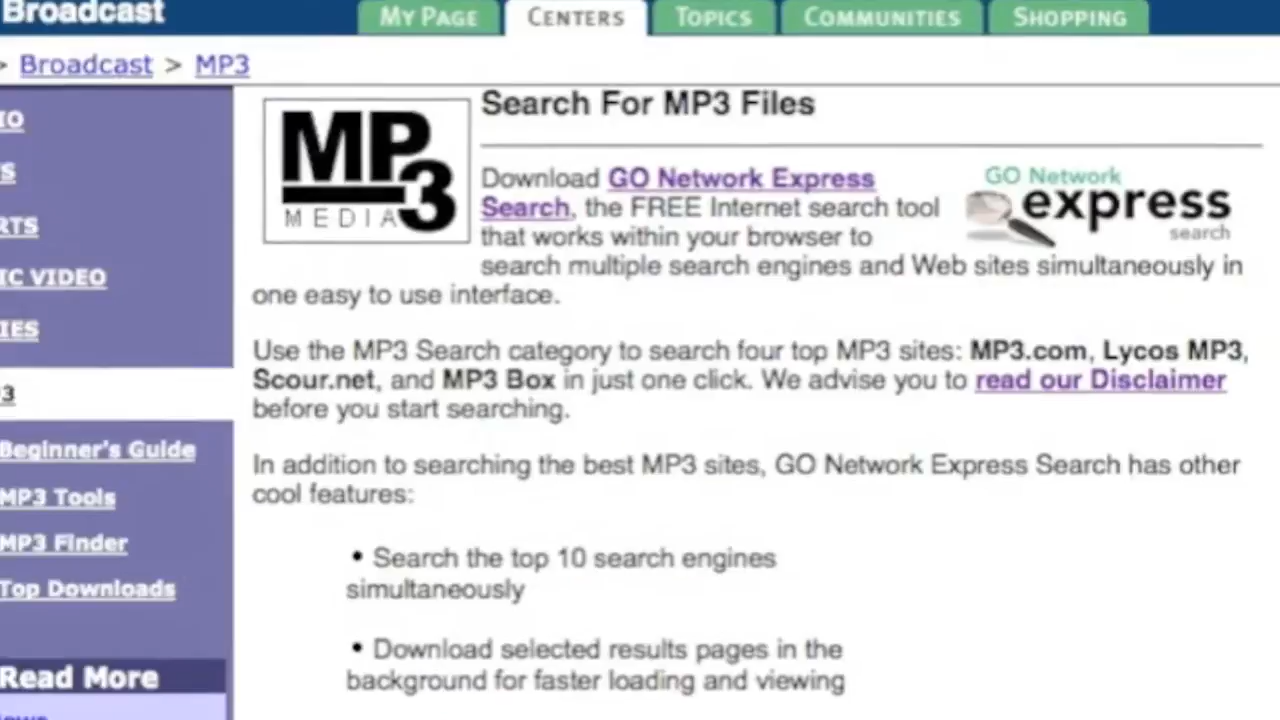 Broadcast
MY PAGE
CENTERS
TOPICS
COMMUNITIES
SHOPPING
> Broadcast > MP3
IO
S
RTS
IC VIDEO
IES
3
Beginner's Guide
MP3 Tools
MP3 Finder
Top Downloads
Read More
MP3
MEDIA
Search For MP3 Files
GO Network
express
search
Download GO Network Express
Search, the FREE Internet search tool
that works within your browser to
search multiple search engines and Web sites simultaneously in
one easy to use interface.
Use the MP3 Search category to search four top MP3 sites: MP3.com, Lycos MP3,
Scour.net, and MP3 Box in just one click. We advise you to read our Disclaimer
before you start searching.
In addition to searching the best MP3 sites, GO Network Express Search has other
cool features:
• Search the top 10 search engines
simultaneously
• Download selected results pages in the
background for faster loading and viewing